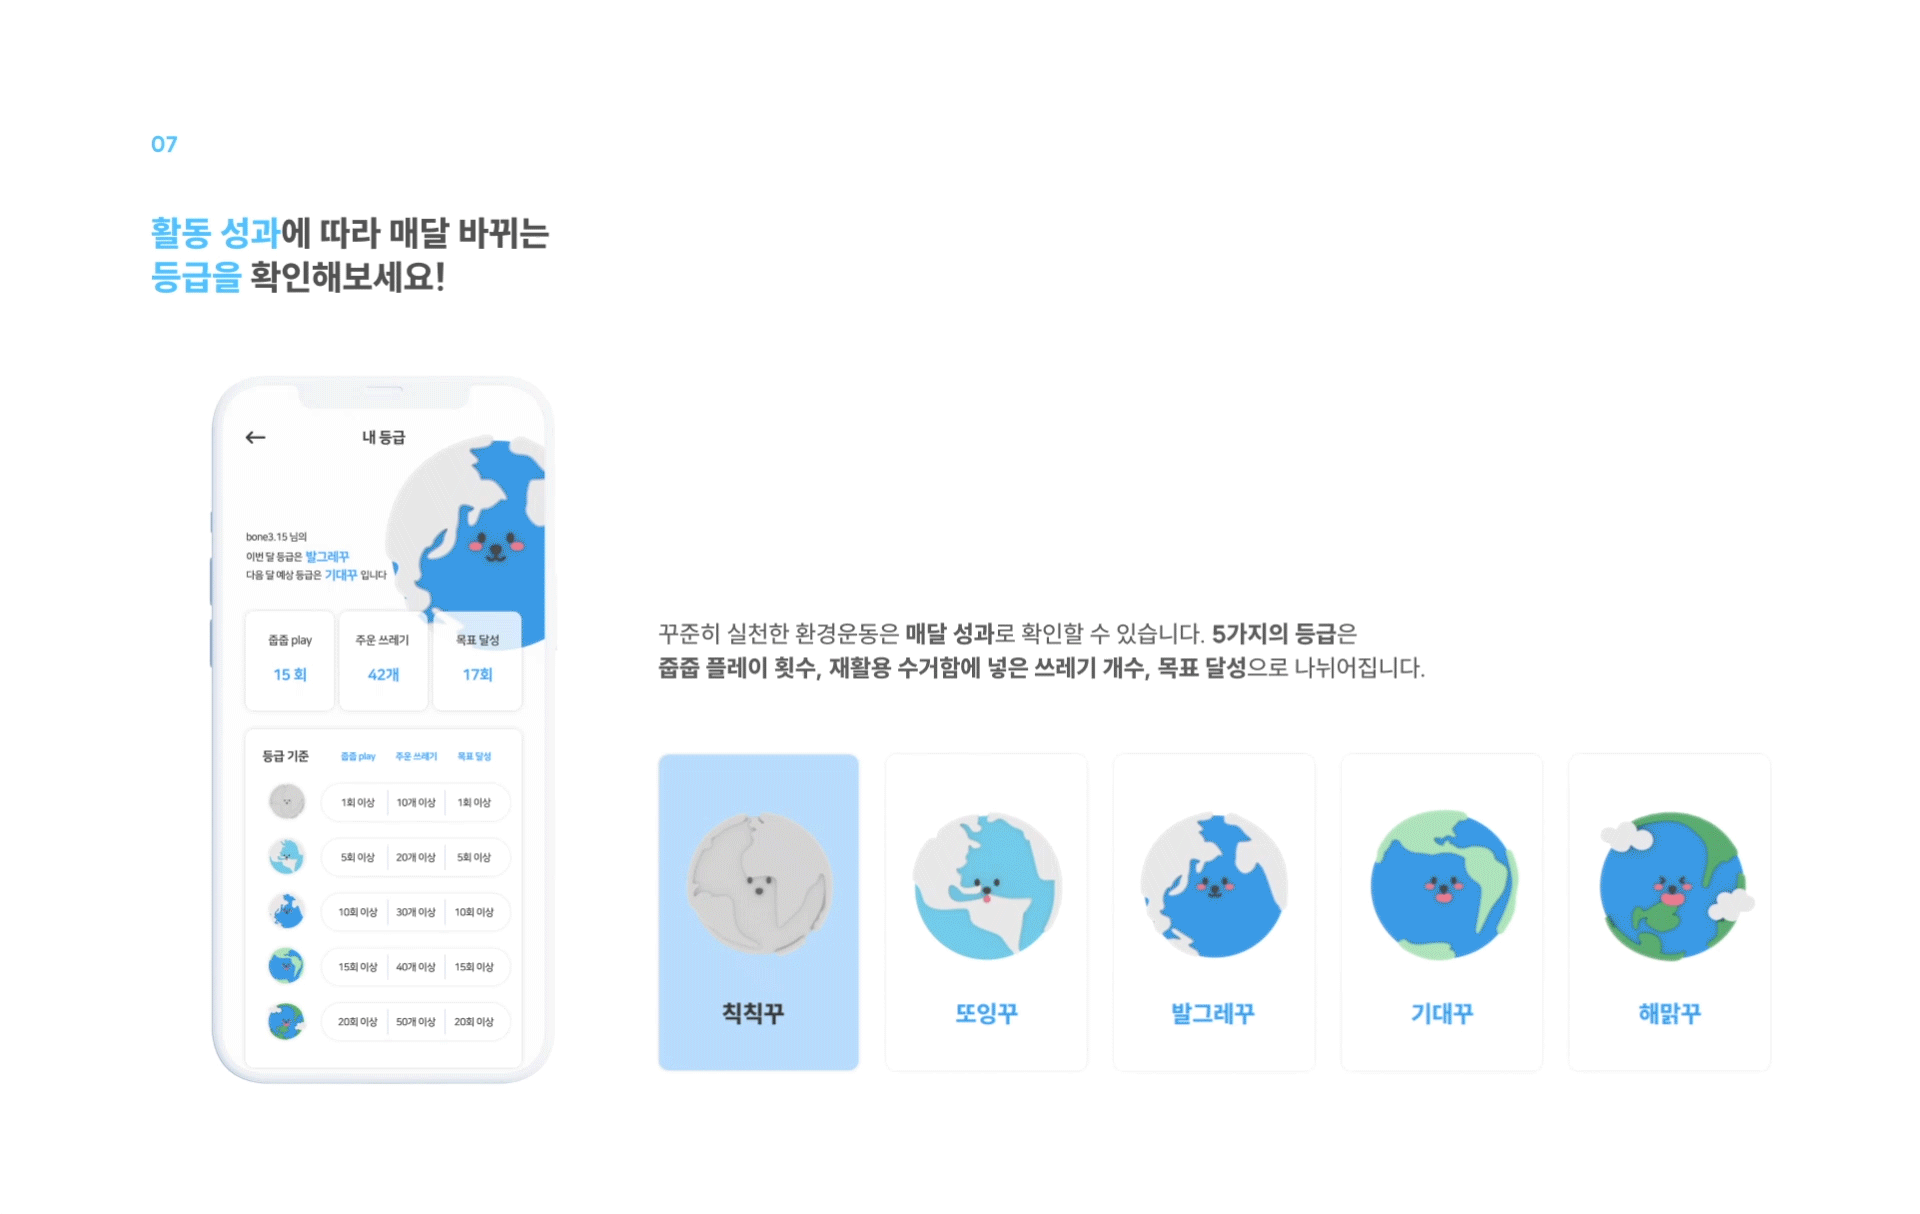 07
활동 성과에 따라 매달 바뀌는
등급을 확인해보세요!
내 등급
bone3.15 님의
이번 달 등급은 발그레꾸
다음 달 예상 등급은 기대꾸 입니다
줍줍 play 주운 쓰레기 목표 달성
15 회 42개 17회
등급 기준 줍줍 play 주운 쓰레기 목표 달성
1회 이상 10개 이상 1회 이상
5회 이상 20개 이상 5회 이상
10회 이상 30개 이상 10회 이상
15회 이상 40개 이상 15회 이상
20회 이상 50개 이상 20회 이상
꾸준히 실천한 환경운동은 매달 성과로 확인할 수 있습니다. 5가지의 등급은
줍줍 플레이 횟수, 재활용 수거함에 넣은 쓰레기 개수, 목표 달성으로 나뉘어집니다.
칙칙꾸 또잉꾸 발그레꾸 기대꾸 해맑꾸